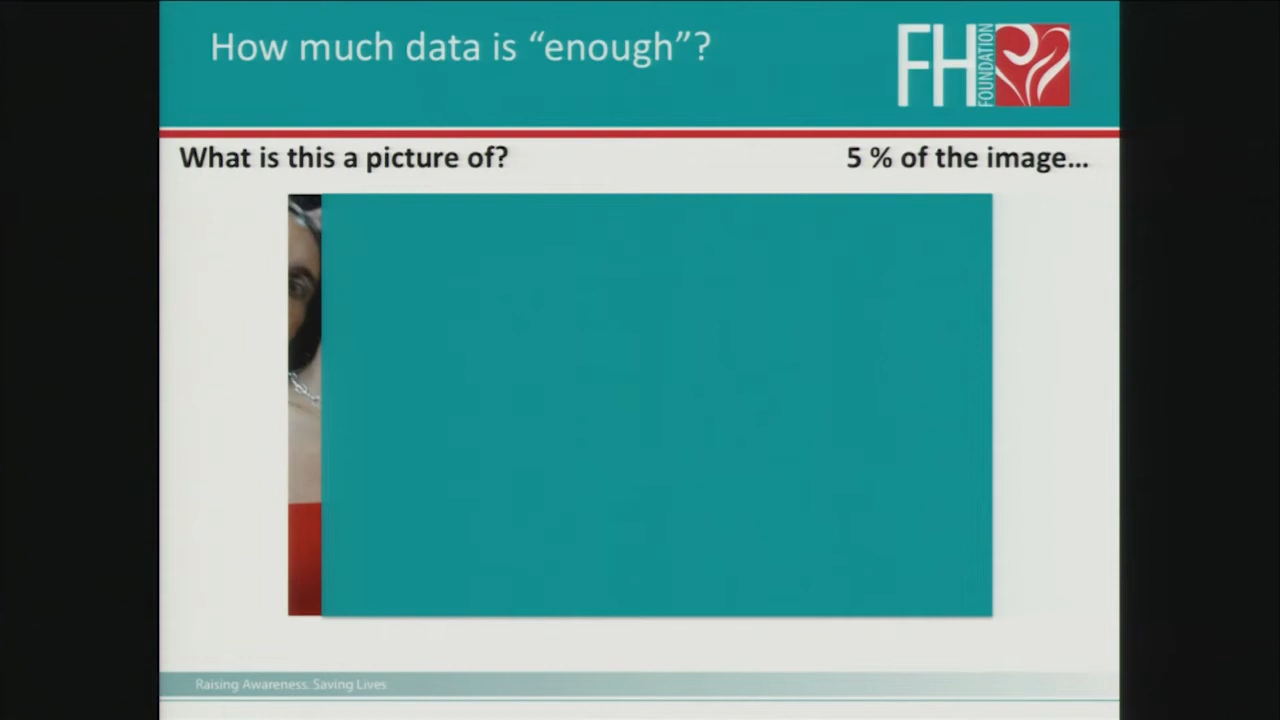 How much data is “enough”?
FH
FOUNDATION
What is this a picture of?
5 % of the image...
Raising Awareness. Saving Lives